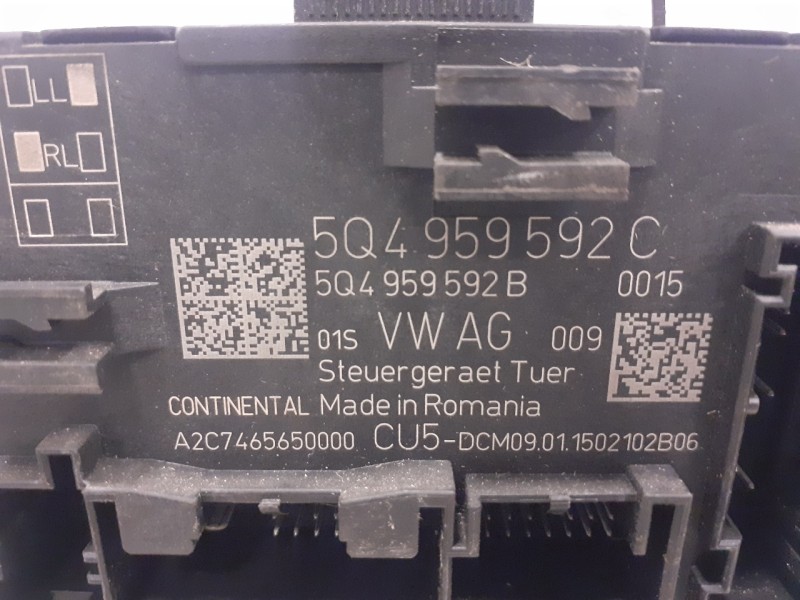 LL
RL
5Q4 959 592 C
5Q4 959 592 B 0015
01S VW AG 009
Steuergeraet Tuer
CONTINENTAL Made in Romania
A2C7465650000 CU5-DCM09.01.1502102B06